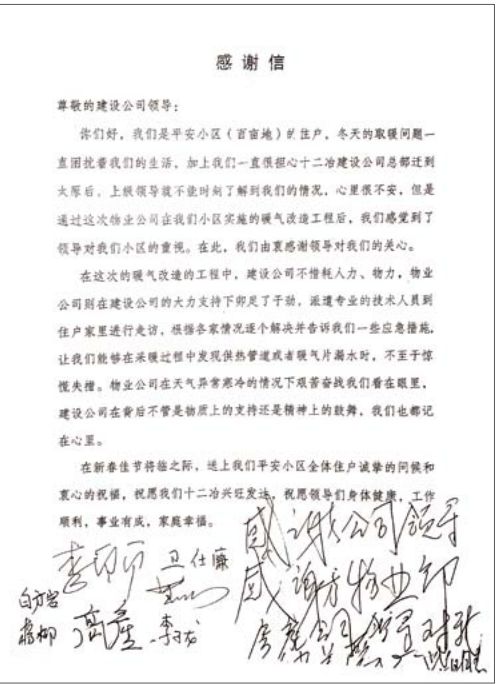 感谢信
尊敬的建设公司领导：
你们好，我们是平安小区（百亩地）的住户，冬天的取暖问题一
直困扰着我们的生活，加上我们一直很担心十二冶建设公司总部迁到
太原后，上级领导就不能时刻了解到我们的情况，心里很不安，但是
通过这次物业公司在我们小区实施的暖气改造工程后，我们感觉到了
领导对我们小区的重视。在此，我们由衷感谢领导对我们的关心。
在这次的暖气改造的工程中，建设公司不惜耗人力、物力，物业
公司则在建设公司的大力支持下卯足了干劲，派遣专业的技术人员到
住户家里进行走访，根据各家情况逐个解决并告诉我们一些应急措施，
让我们能够在采暖过程中发现供热管道或者暖气片漏水时，不至于惊
慌失措。物业公司在天气异常寒冷的情况下艰苦奋战我们看在眼里，
建设公司在背后不管是物质上的支持还是精神上的鼓舞，我们也都记
在心里。
在新春佳节将临之际，送上我们平安小区全体住户诚挚的问候和
衷心的祝福，祝愿我们十二冶兴旺发达，祝愿领导们身体健康，工作
顺利，事业有成，家庭幸福。
感谢公司领导
感谢物业
卫仕廉